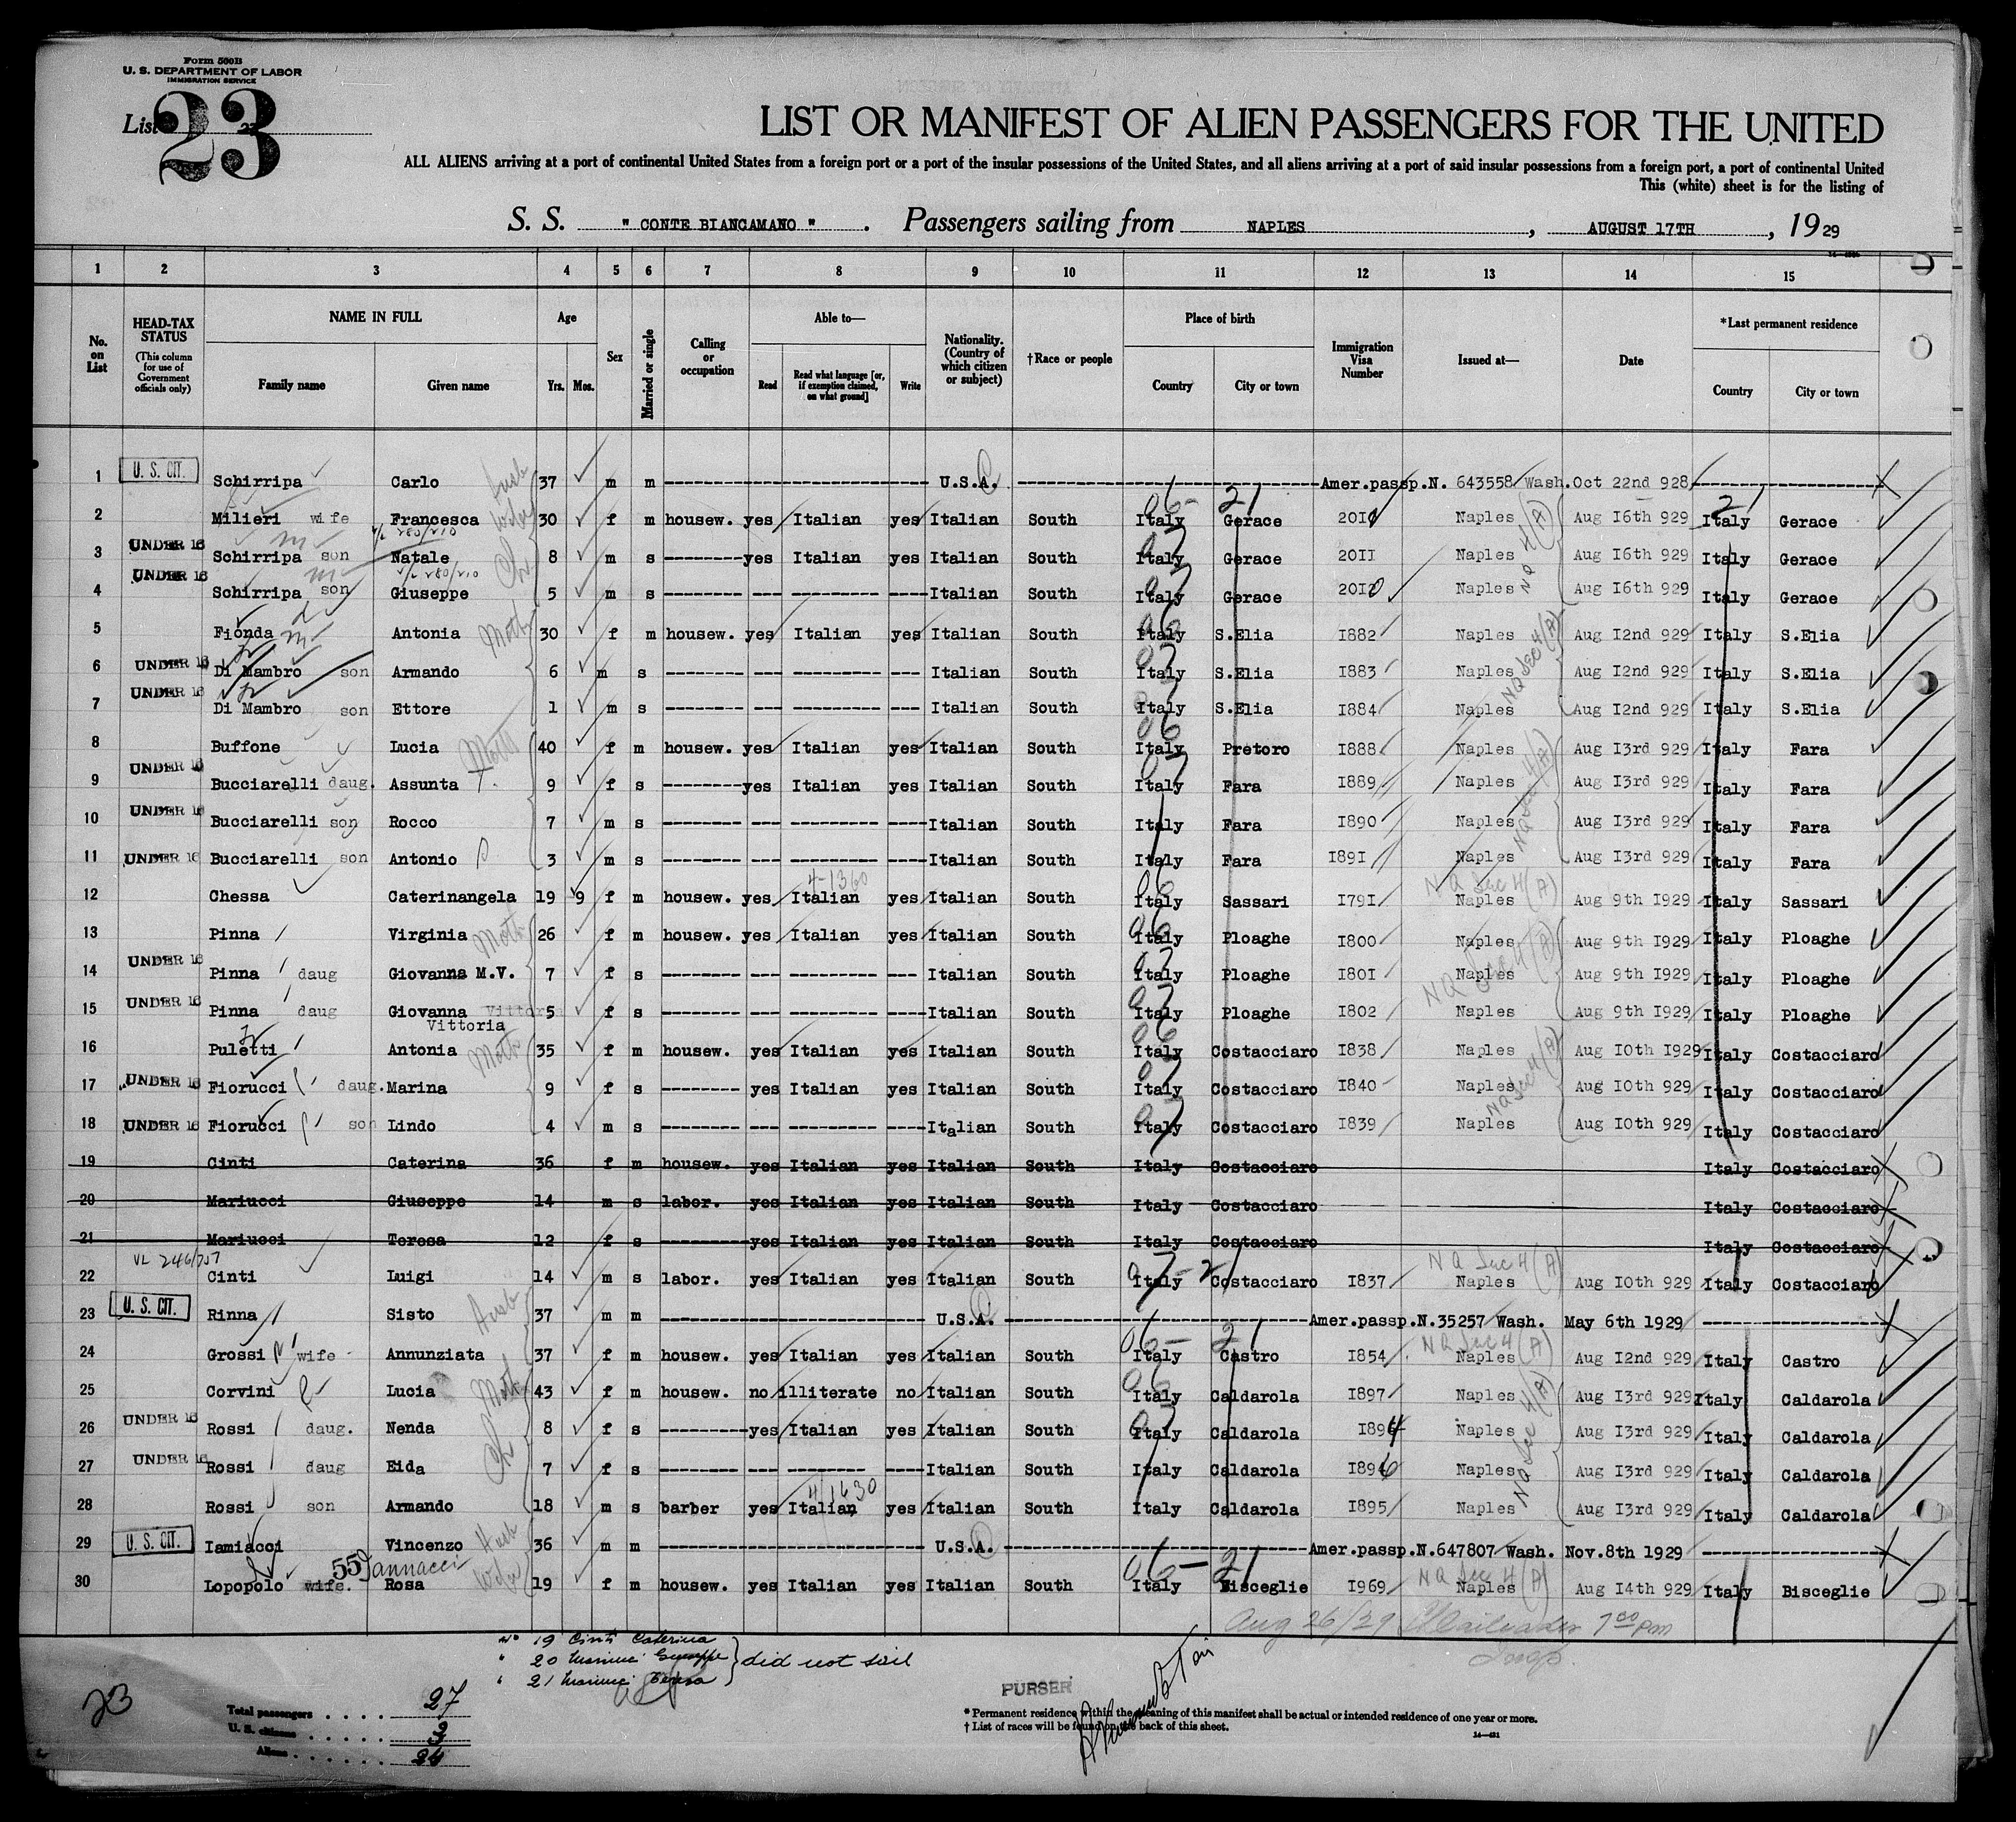 Form 500B
U. S. DEPARTMENT OF LABOR
IMMIGRATION SERVICE
List 23
23
LIST OR MANIFEST OF ALIEN PASSENGERS FOR THE UNITED
ALL ALIENS arriving at a port of continental United States from a foreign port or a port of the insular possessions of the United States, and all aliens arriving at a port of said insular possessions from a foreign port, a port of continental United
This (white) sheet is for the listing of
S. S. " CONTE BIANCAMANO " . Passengers sailing from NAPLES , AUGUST 17TH , 1929
1 2 3 4 5 6 7 8 9 10 11 12 13 14 15
No. on List
HEAD-TAX STATUS (This column for use of Government officials only)
NAME IN FULL Family name Given name
Age Yrs. Mos.
Sex
Married or single
Calling or occupation
Able to— Read Read what language [or, if exemption claimed, on what ground] Write
Nationality. (Country of which citizen or subject)
†Race or people
Place of birth Country City or town
Immigration Visa Number
Issued at—
Date
*Last permanent residence Country City or town
1 U. S. CIT. Schirripa Carlo Husb 37 m m U.S.A. Amer.passp.N. 643558 Wash. Oct 22nd 928
2 Milieri wife Francesca Wife 30 f m housew. yes Italian yes Italian South Italy Gerace 2010 Naples Aug 16th 929 Italy Gerace
3 UNDER 16 Schirripa son Natale 8 m s yes Italian yes Italian South Italy Gerace 2011 Naples Aug 16th 929 Italy Gerace
4 UNDER 16 Schirripa son Giuseppe 5 m s Italian South Italy Gerace 2012 Naples Aug 16th 929 Italy Gerace
5 Fionda Antonia Moth 30 f m housew. yes Italian yes Italian South Italy S.Elia 1882 Naples Aug 12nd 929 Italy S.Elia
6 UNDER 16 Di Mambro son Armando 6 m s Italian South Italy S.Elia 1883 Naples Aug 12nd 929 Italy S.Elia
7 UNDER 16 Di Mambro son Ettore 1 m s Italian South Italy S.Elia 1884 Naples Aug 12nd 929 Italy S.Elia
8 Buffone Lucia Moth 40 f m housew. yes Italian yes Italian South Italy Pretoro 1888 Naples Aug 13rd 929 Italy Fara
9 UNDER 16 Bucciarelli daug. Assunta 9 f s yes Italian yes Italian South Italy Fara 1889 Naples Aug 13rd 929 Italy Fara
10 UNDER 16 Bucciarelli son Rocco 7 m s Italian South Italy Fara 1890 Naples Aug 13rd 929 Italy Fara
11 UNDER 16 Bucciarelli son Antonio 3 m s Italian South Italy Fara 1891 Naples Aug 13rd 929 Italy Fara
12 Chessa Caterinangela 19 9 f m housew. yes Italian yes Italian South Italy Sassari 1791 Naples Aug 9th 1929 Italy Sassari
13 Pinna Virginia Moth 26 f m housew. yes Italian yes Italian South Italy Ploaghe 1800 Naples Aug 9th 1929 Italy Ploaghe
14 UNDER 16 Pinna daug Giovanna M.V. 7 f s Italian South Italy Ploaghe 1801 Naples Aug 9th 1929 Italy Ploaghe
15 UNDER 16 Pinna daug Giovanna Vittoria 5 f s Italian South Italy Ploaghe 1802 Naples Aug 9th 1929 Italy Ploaghe
Vittoria
16 Puletti Antonia Moth 35 f m housew. yes Italian yes Italian South Italy Costacciaro 1838 Naples Aug 10th 1929 Italy Costacciaro
17 UNDER 16 Fiorucci daug. Marina 9 f s yes Italian yes Italian South Italy Costacciaro 1840 Naples Aug 10th 929 Italy Costacciaro
18 UNDER 16 Fiorucci son Lindo 4 m s Italian South Italy Costacciaro 1839 Naples Aug 10th 929 Italy Costacciaro
19 Cinti Caterina 36 f m housew. yes Italian yes Italian South Italy Costacciaro Italy Costacciaro
20 Mariucci Giuseppe 14 m s labor. yes Italian yes Italian South Italy Costacciaro Italy Costacciaro
21 Mariucci Teresa 12 f s yes Italian yes Italian South Italy Costacciaro Italy Costacciaro
22 Cinti Luigi 14 m s labor. yes Italian yes Italian South Italy Costacciaro 1837 Naples Aug 10th 929 Italy Costacciaro
23 U. S. CIT. Rinna Sisto Husb 37 m m U.S.A. Amer.passp.N.35257 Wash. May 6th 1929
24 Grossi wife Annunziata 37 f m housew. yes Italian yes Italian South Italy Castro 1854 Naples Aug 12nd 929 Italy Castro
25 Corvini Lucia Moth 43 f m housew. no illiterate no Italian South Italy Caldarola 1897 Naples Aug 13rd 929 Italy Caldarola
26 UNDER 16 Rossi daug. Nenda 8 f s yes Italian yes Italian South Italy Caldarola 1894 Naples Aug 13rd 929 Italy Caldarola
27 UNDER 16 Rossi daug Eida 7 f s Italian South Italy Caldarola 1896 Naples Aug 13rd 929 Italy Caldarola
28 Rossi son Armando 18 m s barber yes Italian yes Italian South Italy Caldarola 1895 Naples Aug 13rd 929 Italy Caldarola
29 U. S. CIT. Iamiacci Vincenzo Husb 36 m m U.S.A. Amer.passp.N.647807 Wash. Nov.8th 1929
559 Iannacci
30 Lopopolo wife. Rosa Wife 19 f m housew. yes Italian yes Italian South Italy Bisceglie 1969 Naples Aug 14th 929 Italy Bisceglie
Aug 26/29 7 00 pm
Insp.
No 19 Cinti Caterina
" 20 Mariucci Giuseppe } did not sail
" 21 Mariucci Teresa
23
Total passengers . . . . 27
U. S. citizens . . . . . 3
Aliens . . . . . . 24
PURSER
* Permanent residence within the meaning of this manifest shall be actual or intended residence of one year or more.
† List of races will be found on the back of this sheet.